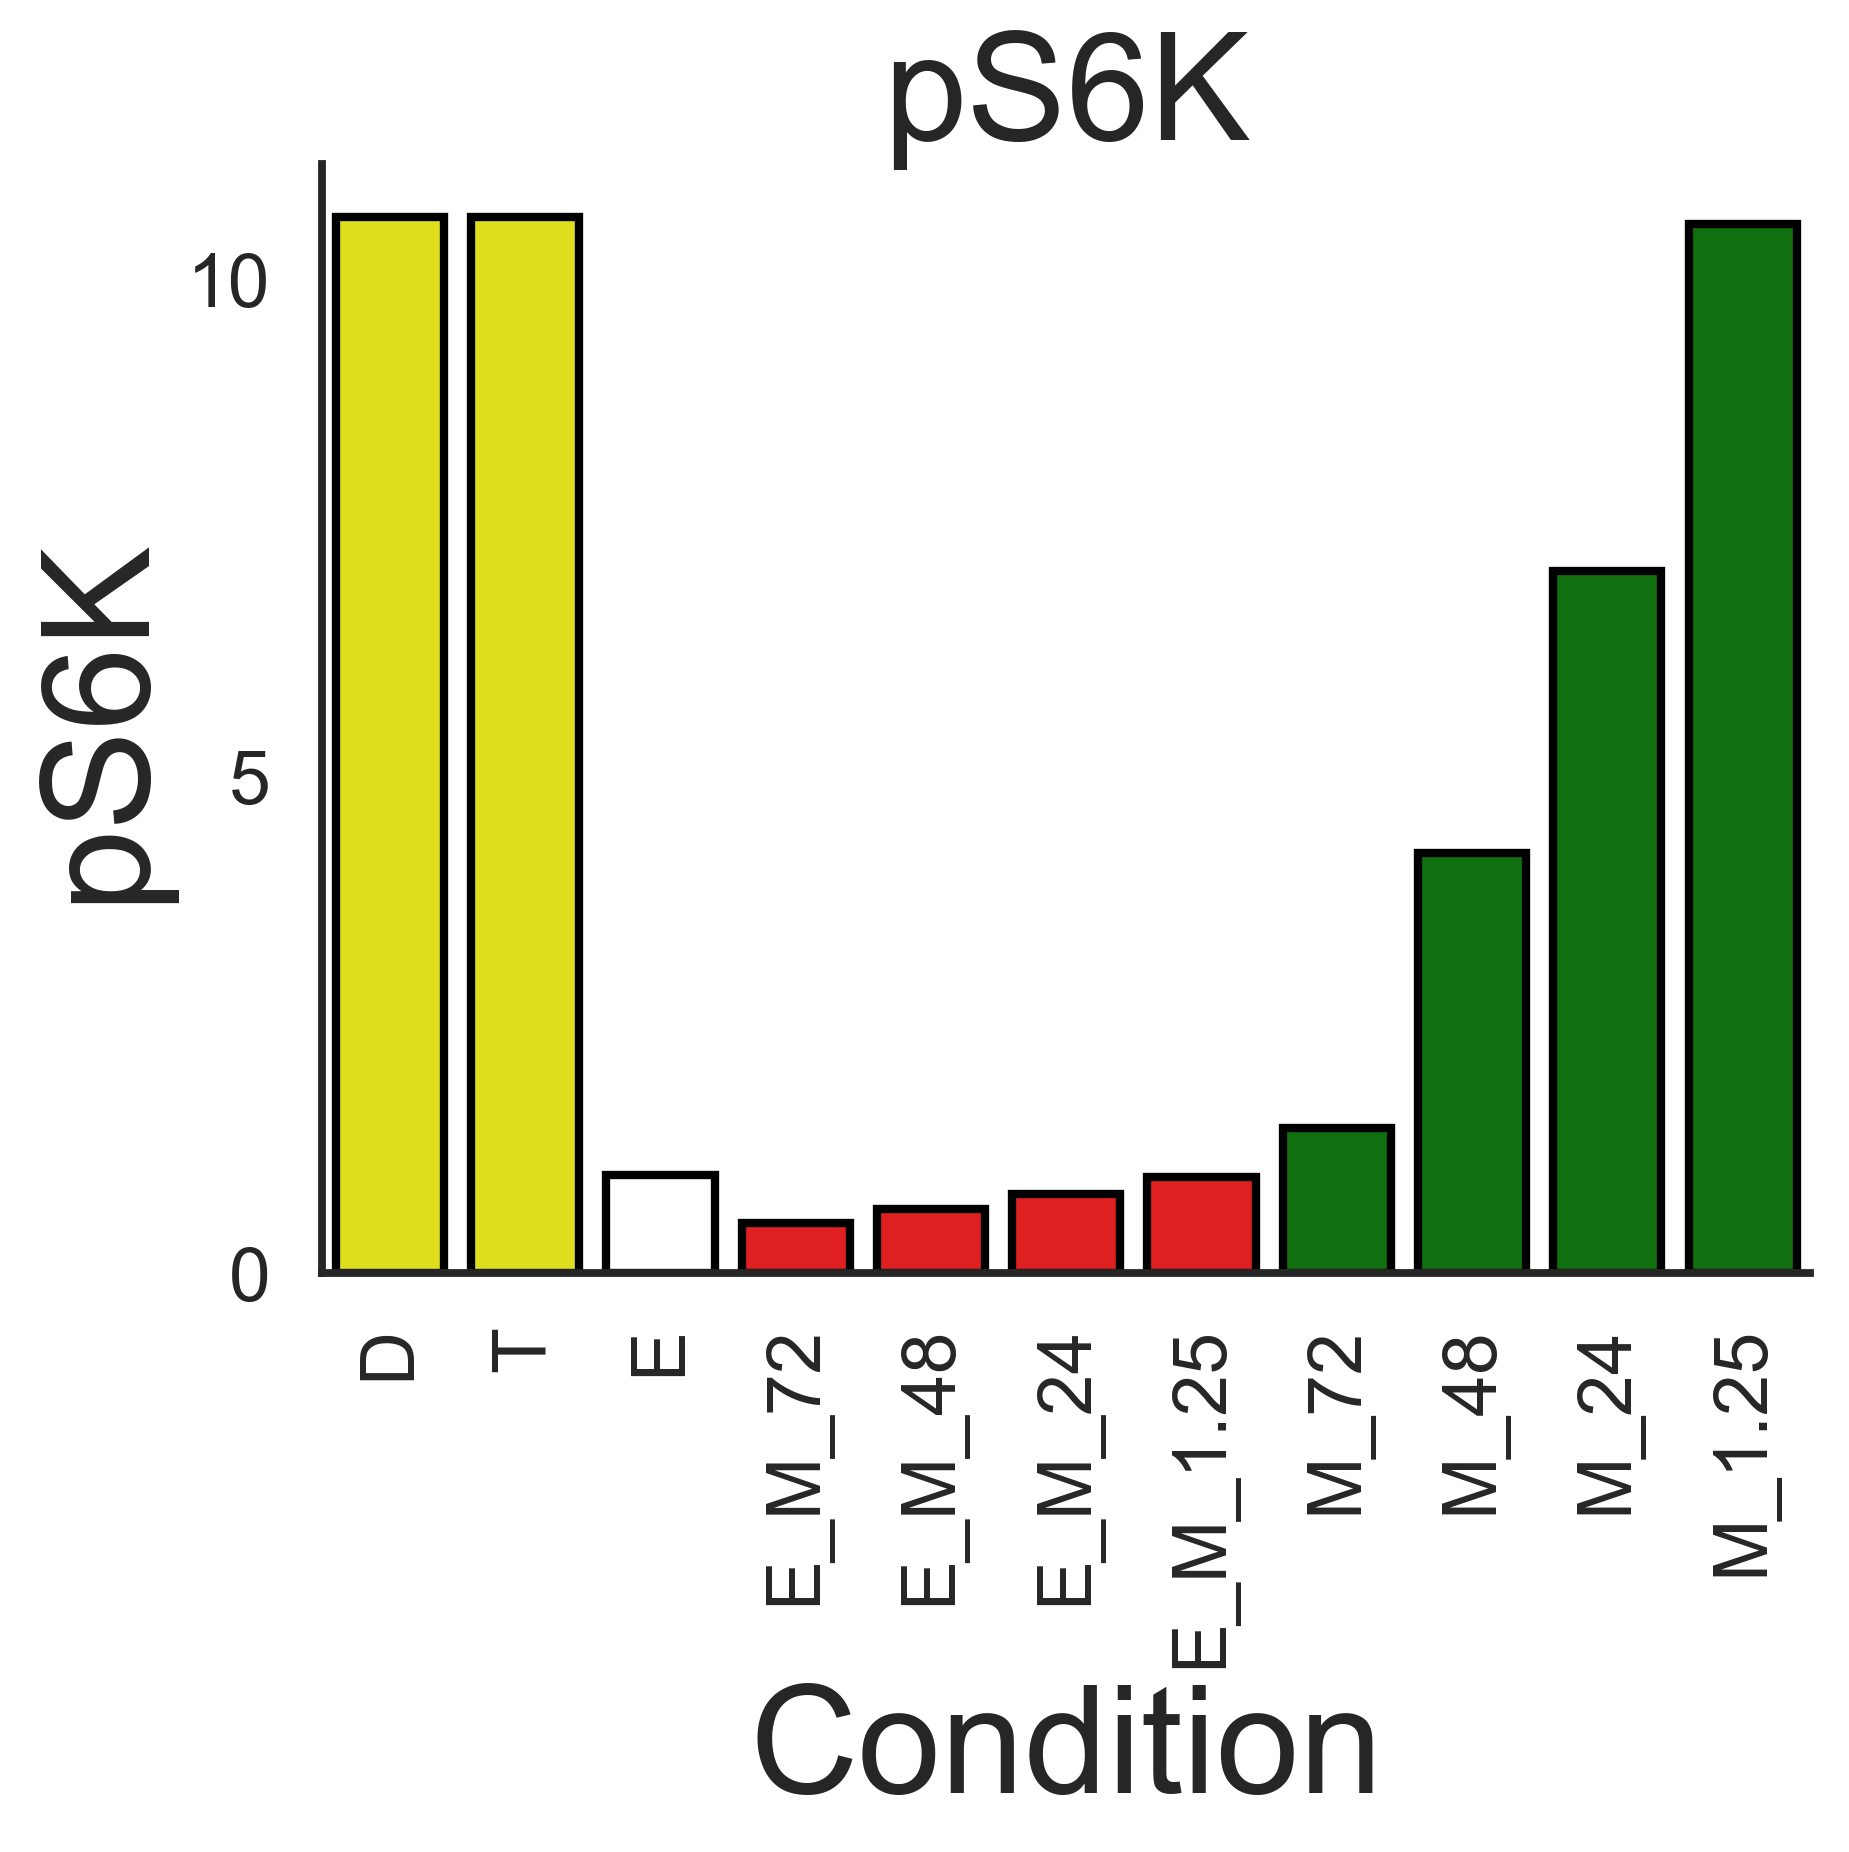 pS6K
pS6K
10
5
0
D
T
E
E_M_72
E_M_48
E_M_24
E_M_1.25
M_72
M_48
M_24
M_1.25
Condition